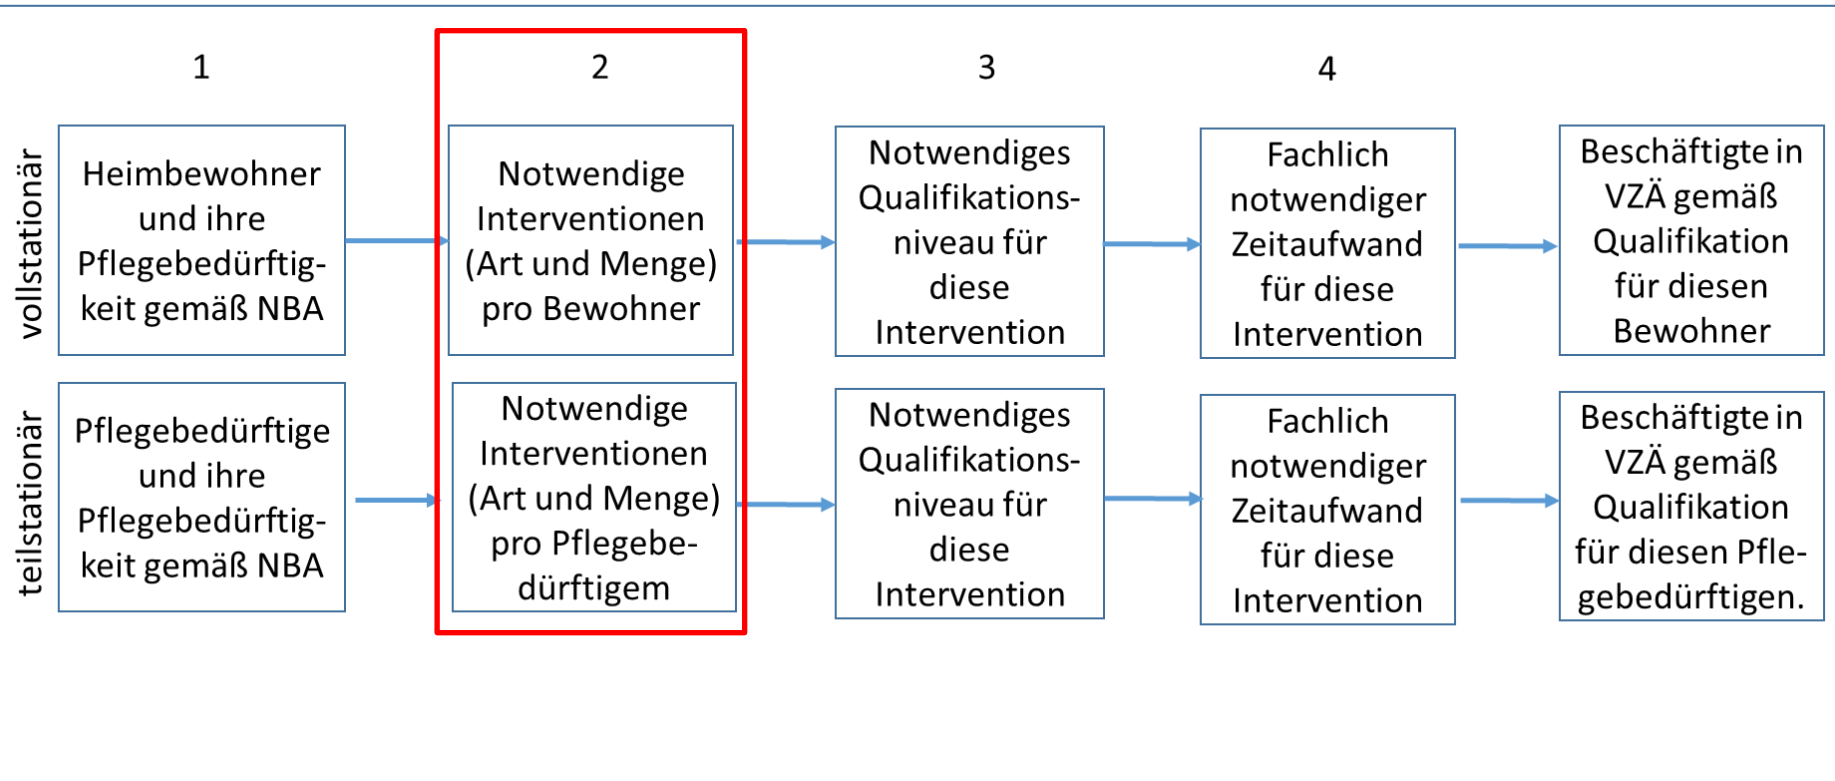 1
2
3
4
vollstationär
Heimbewohner
und ihre
Pflegebedürftig-
keit gemäß NBA
Notwendige
Interventionen
(Art und Menge)
pro Bewohner
Notwendiges
Qualifikations-
niveau für
diese
Intervention
Fachlich
notwendiger
Zeitaufwand
für diese
Intervention
Beschäftigte in
VZÄ gemäß
Qualifikation
für diesen
Bewohner
teilstationär
Pflegebedürftige
und ihre
Pflegebedürftig-
keit gemäß NBA
Notwendige
Interventionen
(Art und Menge)
pro Pflegebe-
dürftigem
Notwendiges
Qualifikations-
niveau für
diese
Intervention
Fachlich
notwendiger
Zeitaufwand
für diese
Intervention
Beschäftigte in
VZÄ gemäß
Qualifikation
für diesen Pfle-
gebedürftigen.